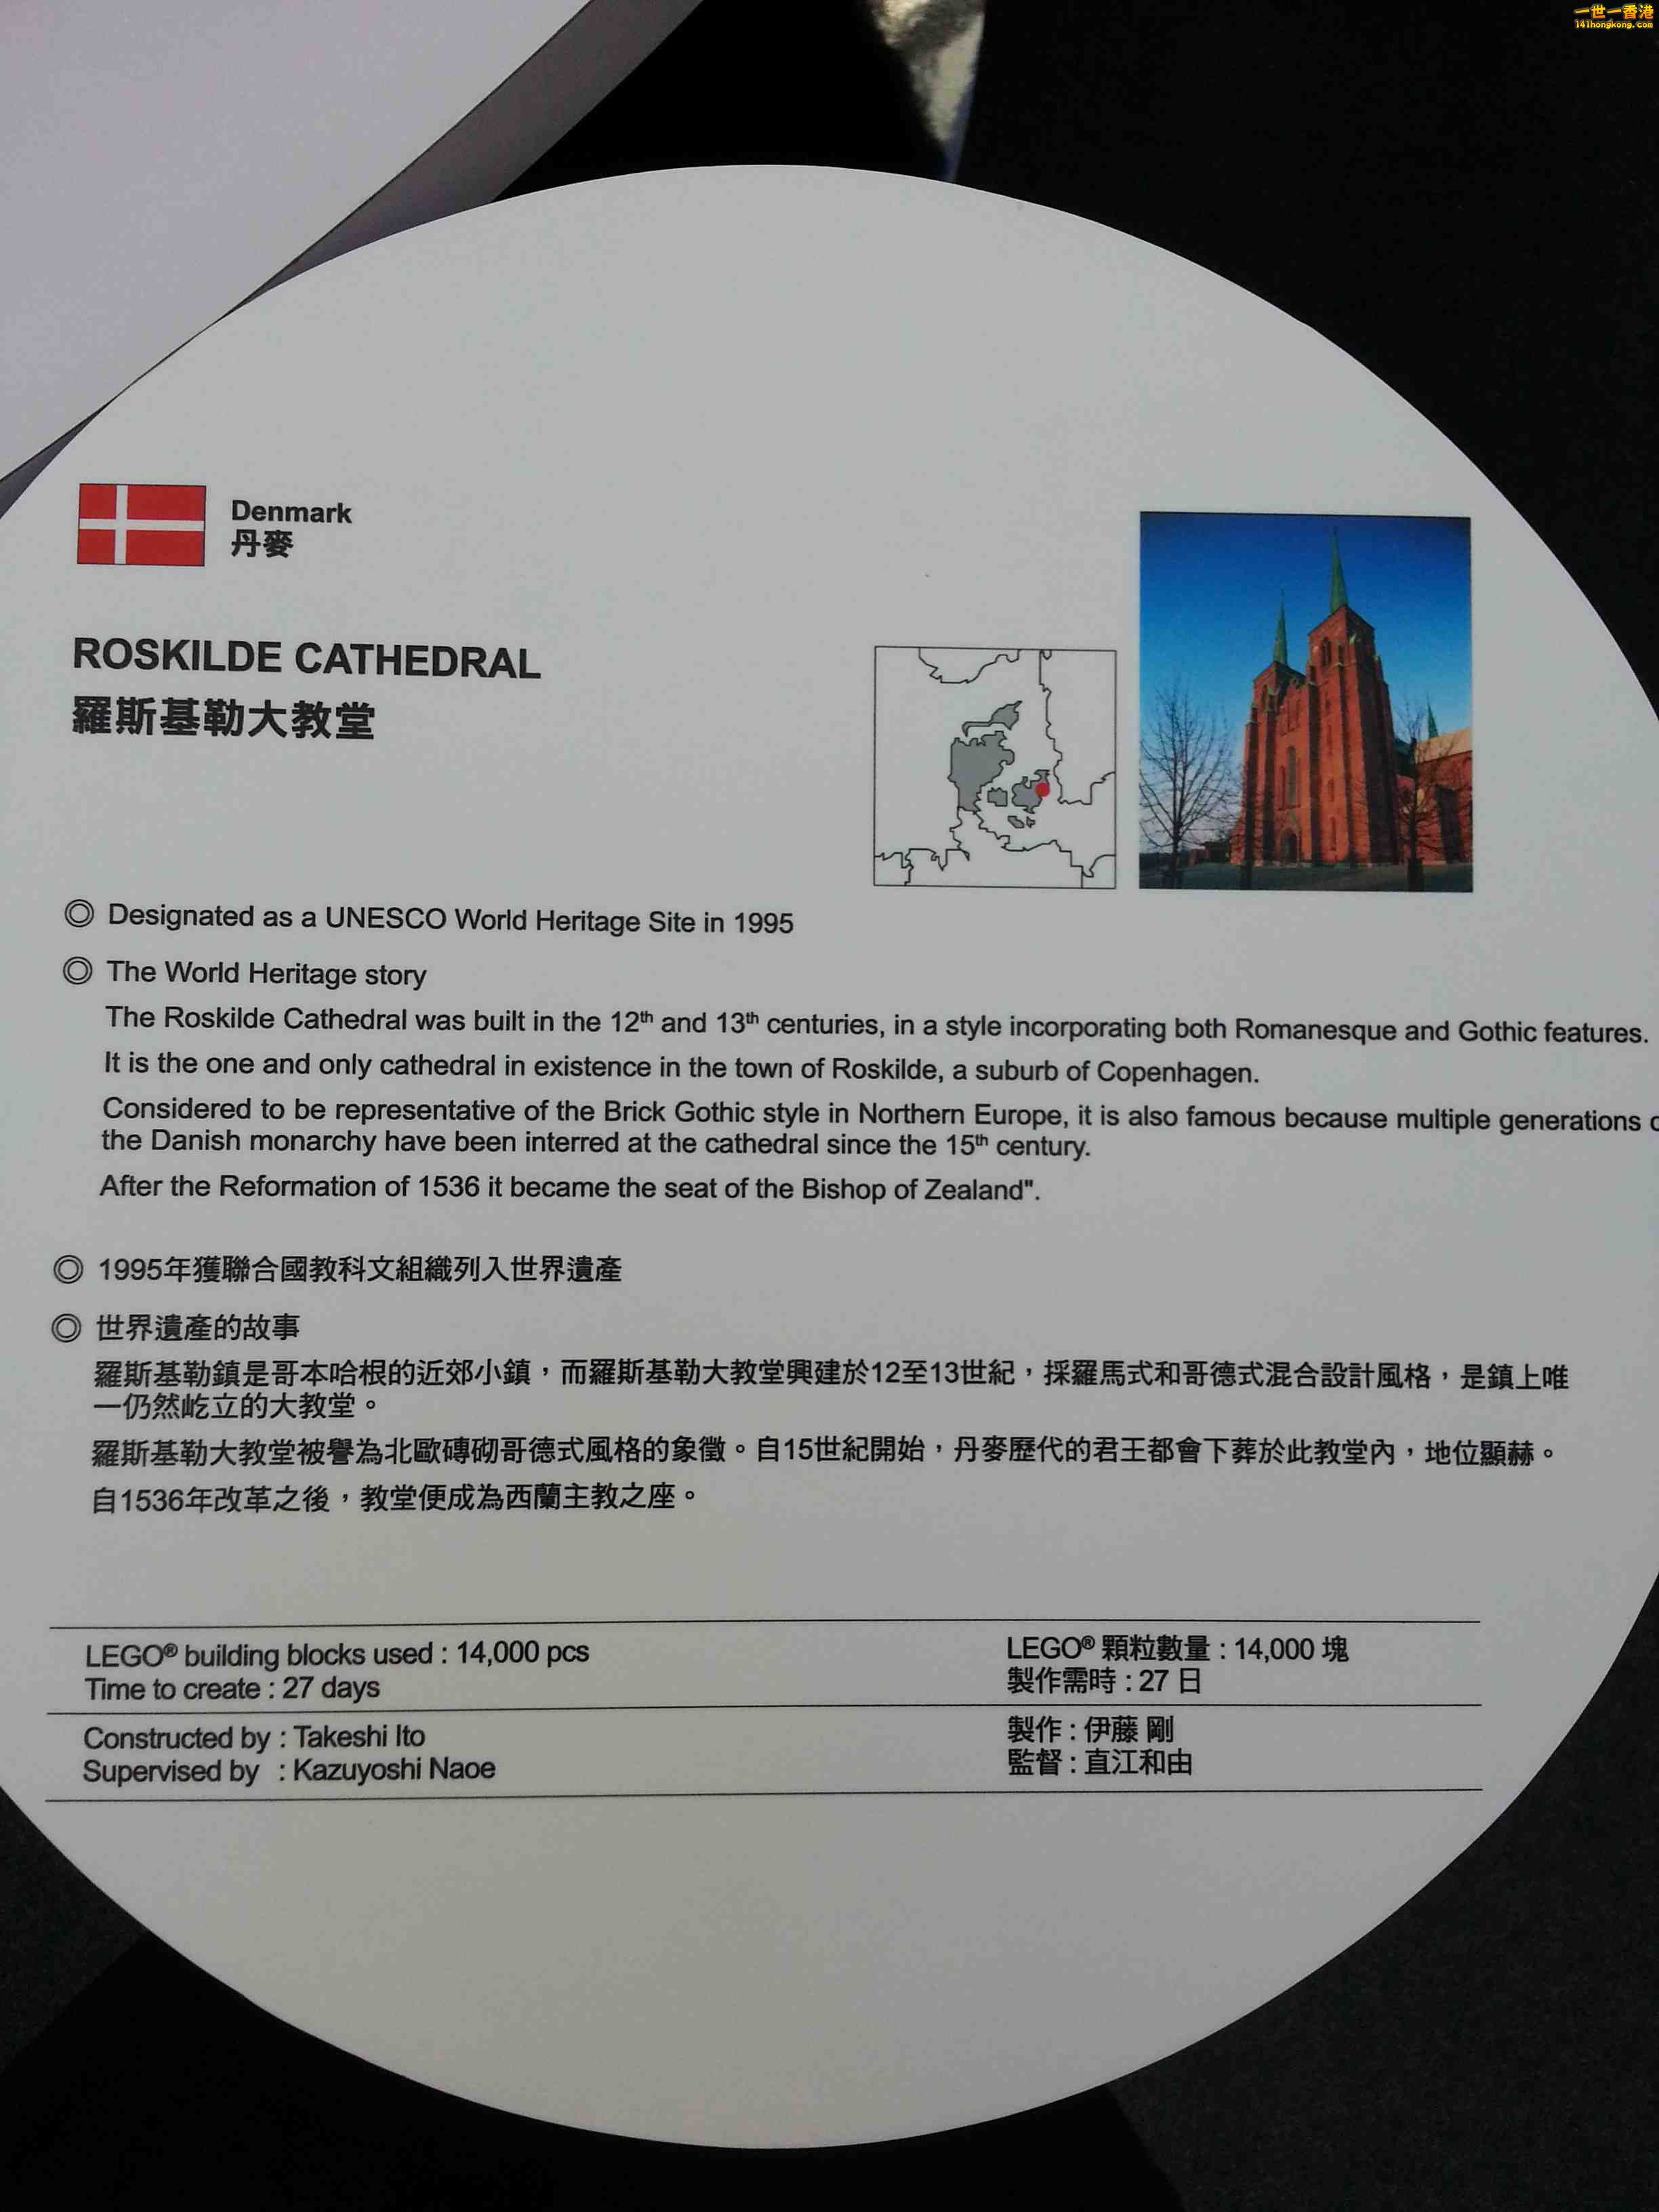 一世一香港
141hongkong.com
Denmark
丹麥
ROSKILDE CATHEDRAL
羅斯基勒大教堂
◎ Designated as a UNESCO World Heritage Site in 1995
◎ The World Heritage story
The Roskilde Cathedral was built in the 12th and 13th centuries, in a style incorporating both Romanesque and Gothic features.
It is the one and only cathedral in existence in the town of Roskilde, a suburb of Copenhagen.
Considered to be representative of the Brick Gothic style in Northern Europe, it is also famous because multiple generations
the Danish monarchy have been interred at the cathedral since the 15th century.
After the Reformation of 1536 it became the seat of the Bishop of Zealand".
◎ 1995年獲聯合國教科文組織列入世界遺產
◎ 世界遺產的故事
羅斯基勒鎮是哥本哈根的近郊小鎮，而羅斯基勒大教堂興建於12至13世紀，採羅馬式和哥德式混合設計風格，是鎮上唯
一仍然屹立的大教堂。
羅斯基勒大教堂被譽為北歐磚砌哥德式風格的象徵。自15世紀開始，丹麥歷代的君王都會下葬於此教堂內，地位顯赫。
自1536年改革之後，教堂便成為西蘭主教之座。
LEGO® building blocks used : 14,000 pcs
Time to create : 27 days
LEGO® 顆粒數量 : 14,000 塊
製作需時 : 27 日
Constructed by : Takeshi Ito
Supervised by : Kazuyoshi Naoe
製作 : 伊藤 剛
監督 : 直江和由